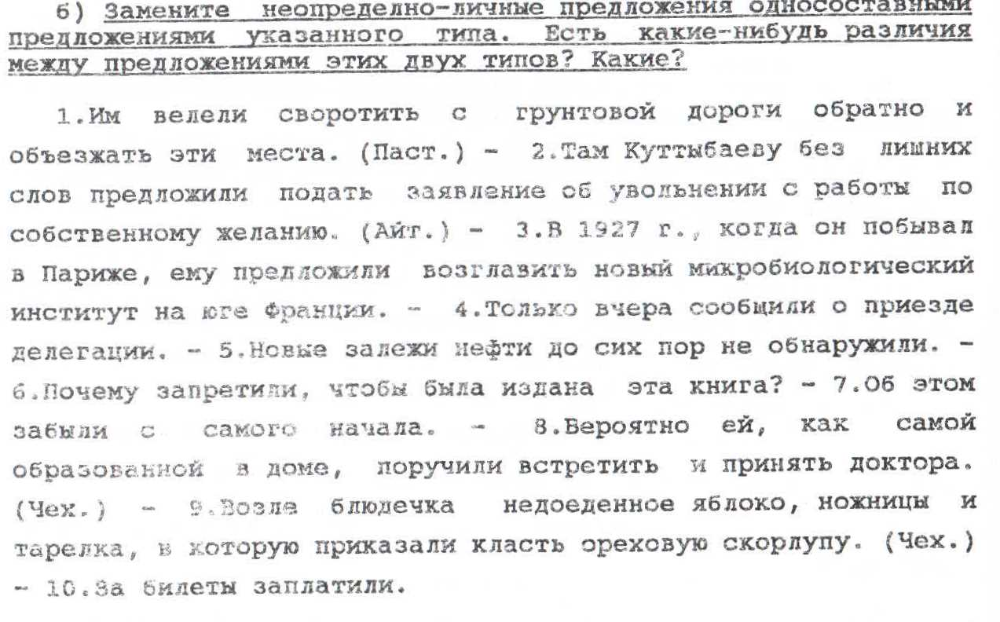 б) Замените неопределно-личные предложения односоставными
предложениями указанного типа. Есть какие-нибудь различия
между предложениями этих двух типов? Какие?
1.Им велели своротить с грунтовой дороги обратно и
объезжать эти места. (Паст.) - 2.Там Куттыбаеву без лишних
слов предложили подать заявление об увольнении с работы по
собственному желанию. (Айт.) - 3.В 1927 г., когда он побывал
в Париже, ему предложили возглавить новый микробиологический
институт на юге Франции. - 4.Только вчера сообщили о приезде
делегации. - 5.Новые залежи нефти до сих пор не обнаружили. -
6.Почему запретили, чтобы была издана эта книга? - 7.Об этом
забыли с самого начала. - 8.Вероятно ей, как самой
образованной в доме, поручили встретить и принять доктора.
(Чех.) - 9.Возле блюдечка недоеденное яблоко, ножницы и
тарелка, в которую приказали класть ореховую скорлупу. (Чех.)
- 10.За билеты заплатили.